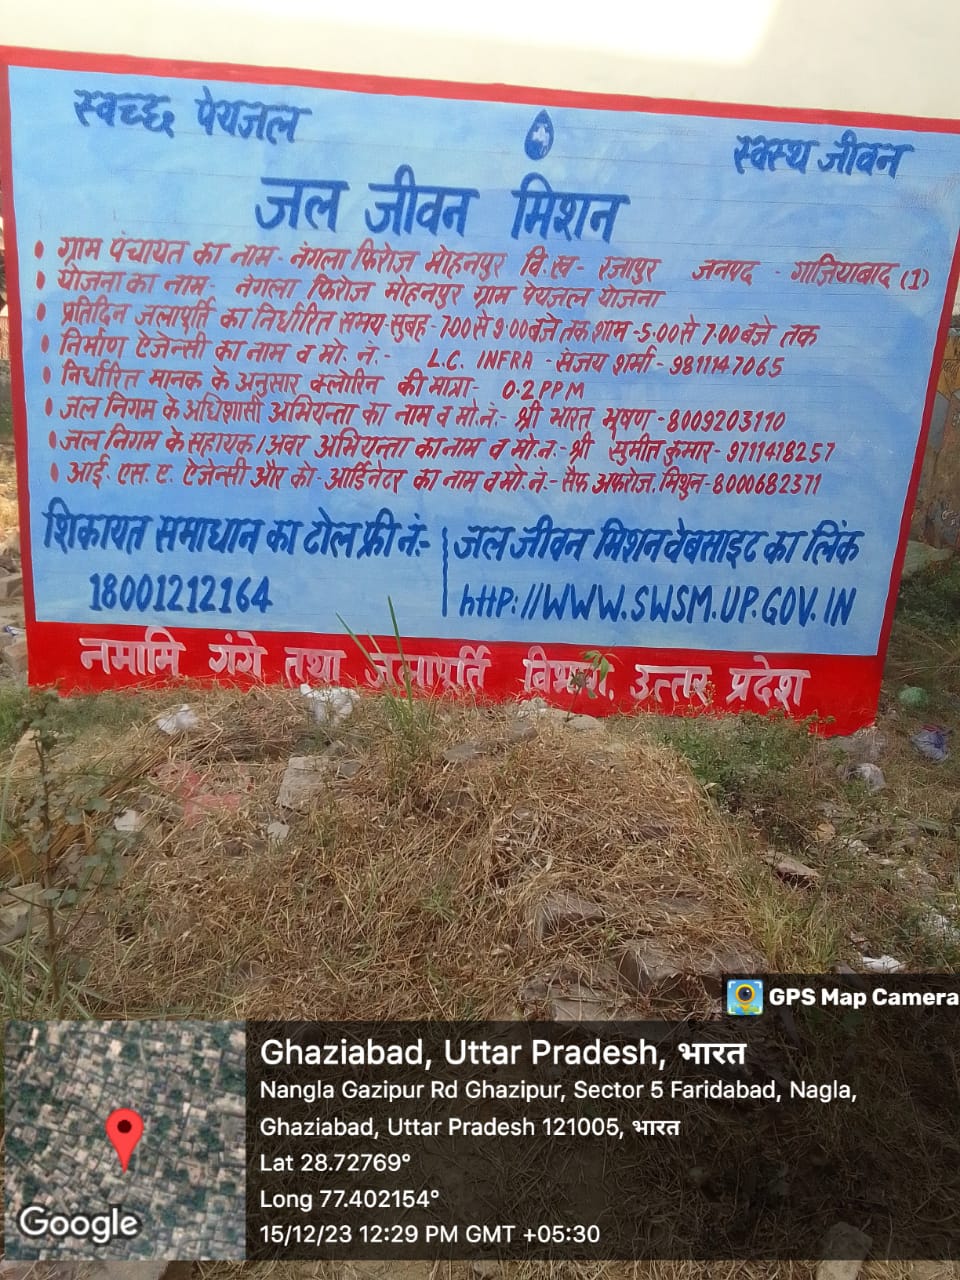 स्वच्छ पेयजल
स्वस्थ जीवन
जल जीवन मिशन
• ग्राम पंचायत का नाम - नंगला फिरोज मोहनपुर वि.ख - रजापुर जनपद - गाजियाबाद (1)
• योजना का नाम - नंगला फिरोज मोहनपुर ग्राम पेयजल योजना
• प्रतिदिन जलापूर्ति का निर्धारित समय-सुबह - 7:00 से 9:00 बजे तक शाम - 5:00 से 7:00 बजे तक
• निर्माण ऐजेन्सी का नाम व मो. नं.- L.C. INFRA - संजय शर्मा - 9811147065
• निर्धारित मानक के अनुसार क्लोरिन की मात्रा - 0.2 PPM
• जल निगम के अधिशासी अभियन्ता का नाम व मो.नं.- श्री भारत भूषण - 8009203110
• जल निगम के सहायक/अवर अभियन्ता का नाम व मो.न.- श्री सुमीत कुमार - 9711418257
• आई. एस. ए. ऐजेन्सी और को-आर्डिनेटर का नाम व मो.नं.- सैफ अफरोज, मिथुन - 8000682371
शिकायत समाधान का टोल फ्री नं.-
18001212164
जल जीवन मिशन वेबसाइट का लिंक
http://WWW.SWSM.UP.GOV.IN
नमामि गंगे तथा जलापूर्ति विभाग, उत्तर प्रदेश
GPS Map Camera
Ghaziabad, Uttar Pradesh, भारत
Nangla Gazipur Rd Ghazipur, Sector 5 Faridabad, Nagla,
Ghaziabad, Uttar Pradesh 121005, भारत
Lat 28.72769°
Long 77.402154°
15/12/23 12:29 PM GMT +05:30
Google